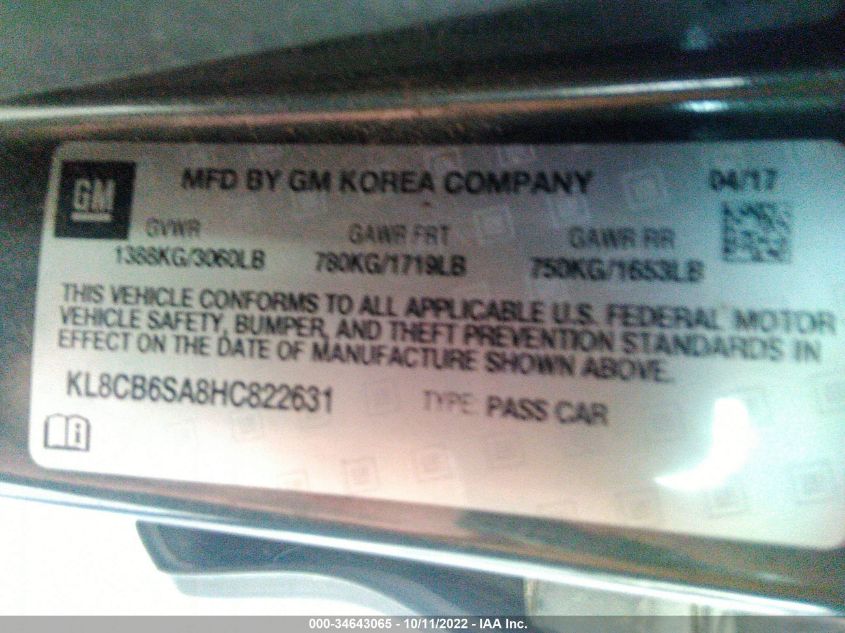 GM
MFD BY GM KOREA COMPANY 04/17
GVWR GAWR FRT GAWR RR
1388KG/3060LB 780KG/1719LB 750KG/1653LB
THIS VEHICLE CONFORMS TO ALL APPLICABLE U.S. FEDERAL MOTOR
VEHICLE SAFETY, BUMPER, AND THEFT PREVENTION STANDARDS IN
EFFECT ON THE DATE OF MANUFACTURE SHOWN ABOVE.
KL8CB6SA8HC822631 TYPE: PASS CAR
000-34643065 - 10/11/2022 - IAA Inc.